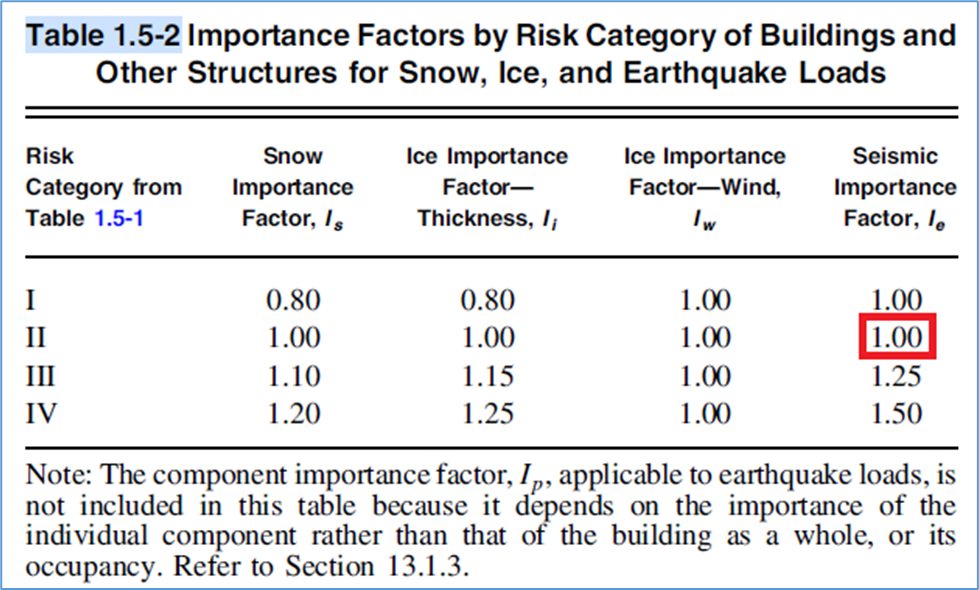 Table 1.5-2 Importance Factors by Risk Category of Buildings and
Other Structures for Snow, Ice, and Earthquake Loads
Risk Category from Table 1.5-1
Snow Importance Factor, Is
Ice Importance Factor—Thickness, Ii
Ice Importance Factor—Wind, Iw
Seismic Importance Factor, Ie
I 0.80 0.80 1.00 1.00
II 1.00 1.00 1.00 1.00
III 1.10 1.15 1.00 1.25
IV 1.20 1.25 1.00 1.50
Note: The component importance factor, Ip, applicable to earthquake loads, is
not included in this table because it depends on the importance of the
individual component rather than that of the building as a whole, or its
occupancy. Refer to Section 13.1.3.